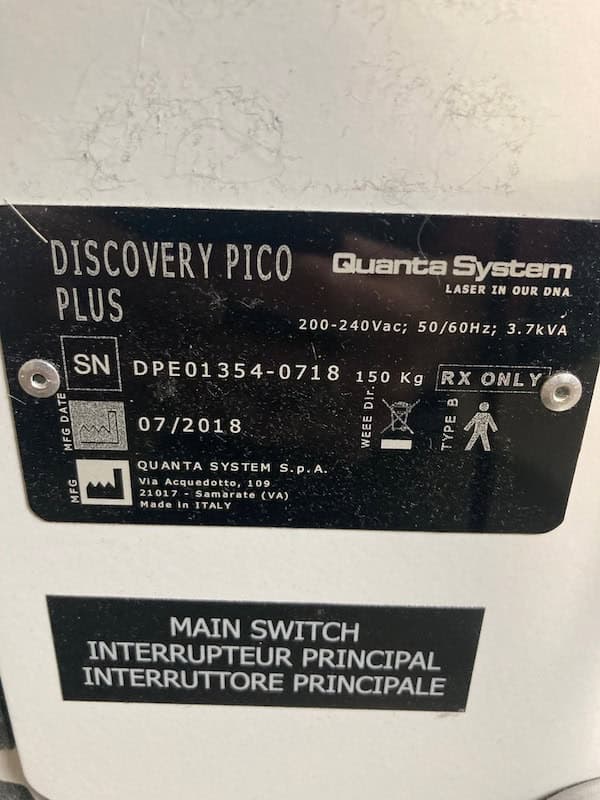 DISCOVERY PICO
PLUS
Quanta System
LASER IN OUR DNA
200-240Vac; 50/60Hz; 3.7kVA
SN DPE01354-0718 150 Kg RX ONLY
MFG DATE 07/2018 WEEE Dir. TYPE B
MFG
QUANTA SYSTEM S.p.A.
Via Acquedotto, 109
21017 - Samarate (VA)
Made in ITALY
MAIN SWITCH
INTERRUPTEUR PRINCIPAL
INTERRUTTORE PRINCIPALE